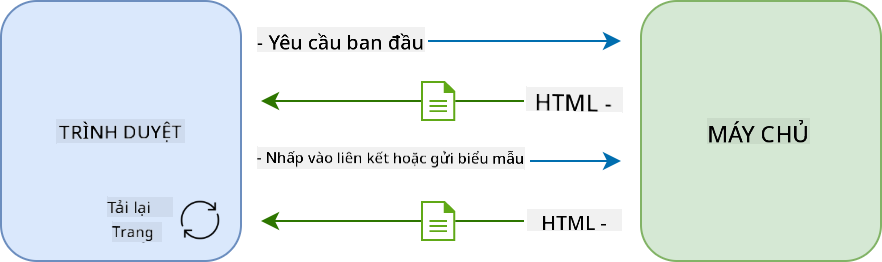 - Yêu cầu ban đầu
HTML -
TRÌNH DUYỆT
MÁY CHỦ
- Nhấp vào liên kết hoặc gửi biểu mẫu
Tải lại
Trang
HTML -